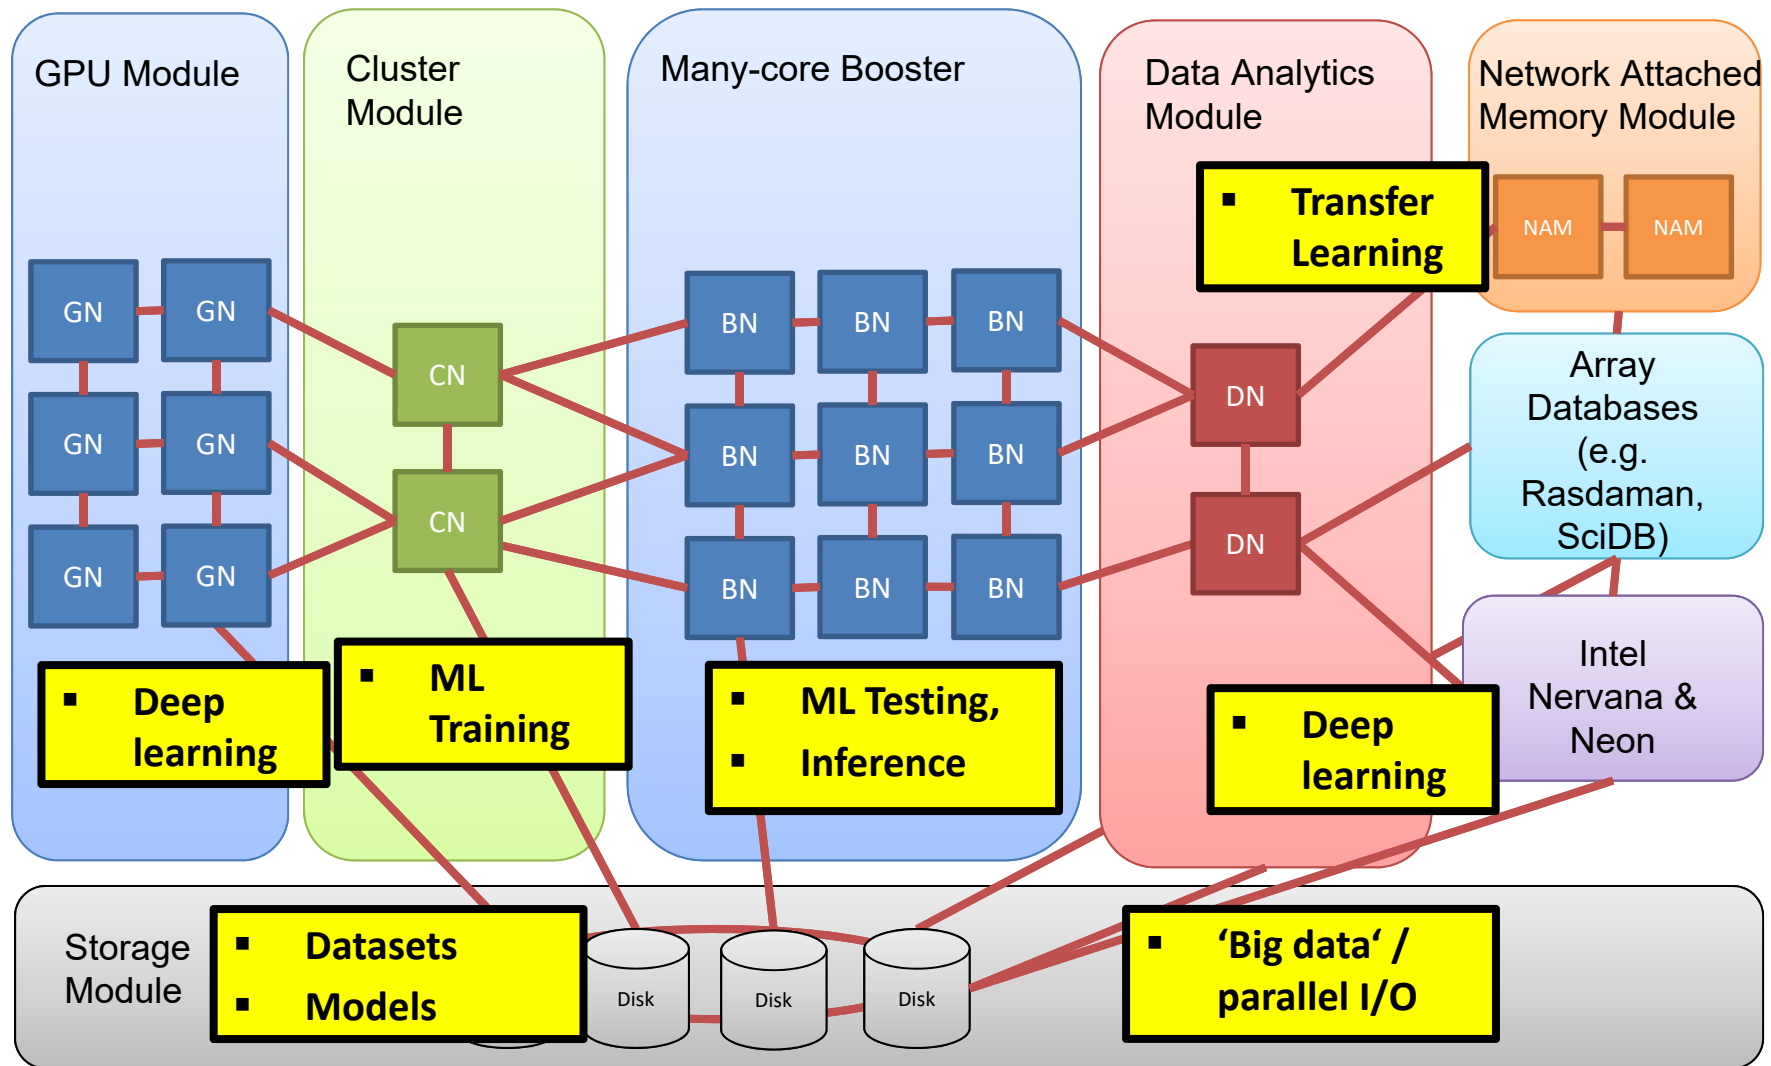 GPU Module
Cluster
Module
Many-core Booster
Data Analytics
Module
Network Attached
Memory Module
▪ Transfer
Learning
NAM
NAM
GN
GN
GN
GN
GN
GN
CN
CN
BN
BN
BN
BN
BN
BN
BN
BN
BN
DN
DN
Array
Databases
(e.g.
Rasdaman,
SciDB)
Intel
Nervana &
Neon
▪ Deep
learning
▪ ML
Training
▪ ML Testing,
▪ Inference
▪ Deep
learning
Storage
Module
▪ Datasets
▪ Models
Disk
Disk
Disk
▪ ‘Big data‘ /
parallel I/O